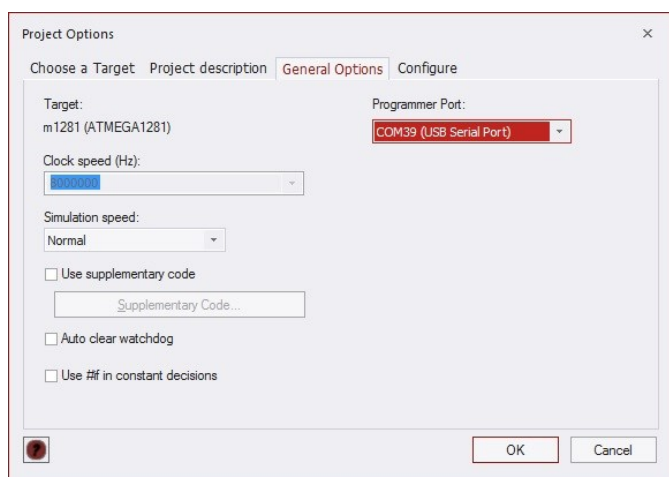 Project Options
Choose a Target Project description General Options Configure
Target:
m1281 (ATMEGA1281)
Programmer Port:
COM39 (USB Serial Port)
Clock speed (Hz):
8000000
Simulation speed:
Normal
Use supplementary code
Supplementary Code...
Auto clear watchdog
Use #if in constant decisions
?
OK Cancel